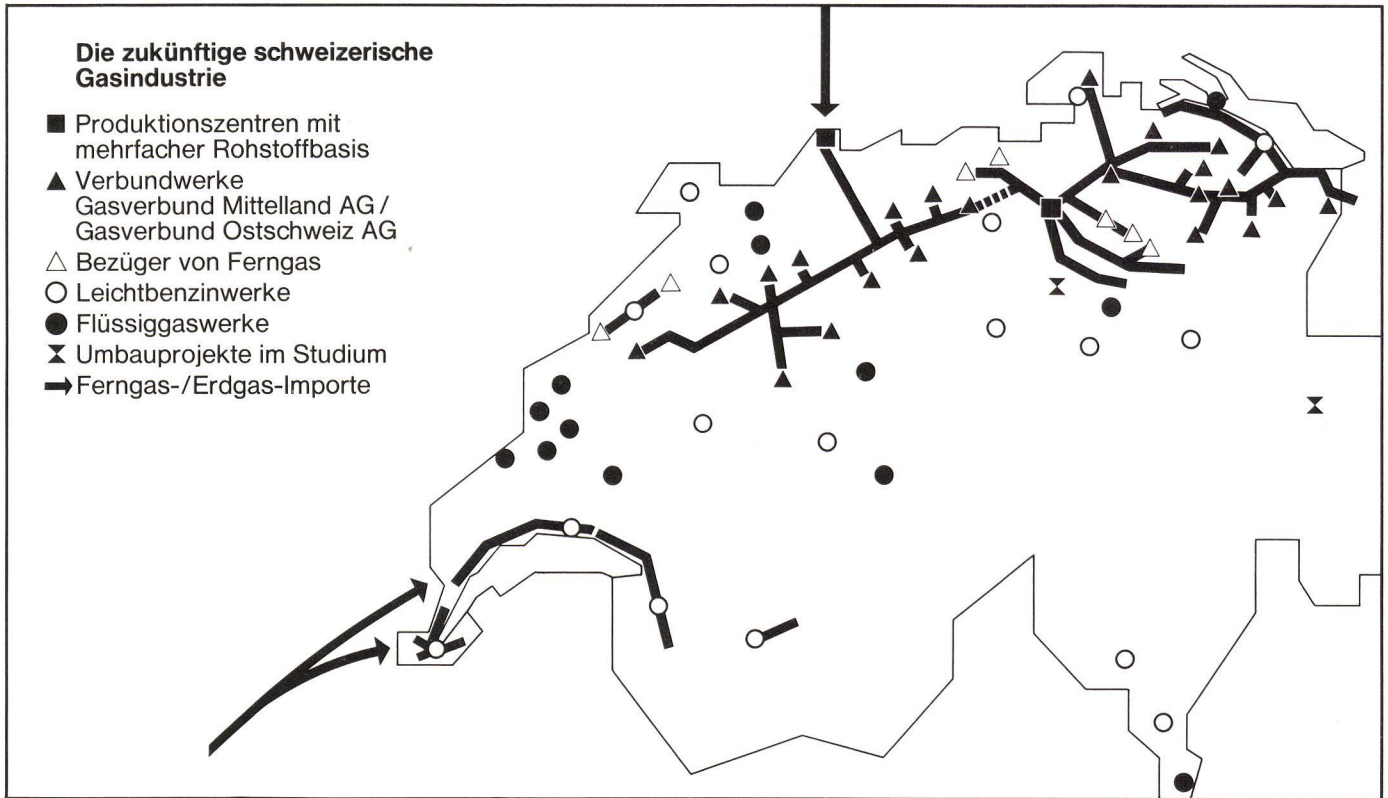 Die zukünftige schweizerische
Gasindustrie
Produktionszentren mit
mehrfacher Rohstoffbasis
Verbundwerke
Gasverbund Mittelland AG /
Gasverbund Ostschweiz AG
Bezüger von Ferngas
Leichtbenzinwerke
Flüssiggaswerke
Umbauprojekte im Studium
Ferngas-/Erdgas-Importe